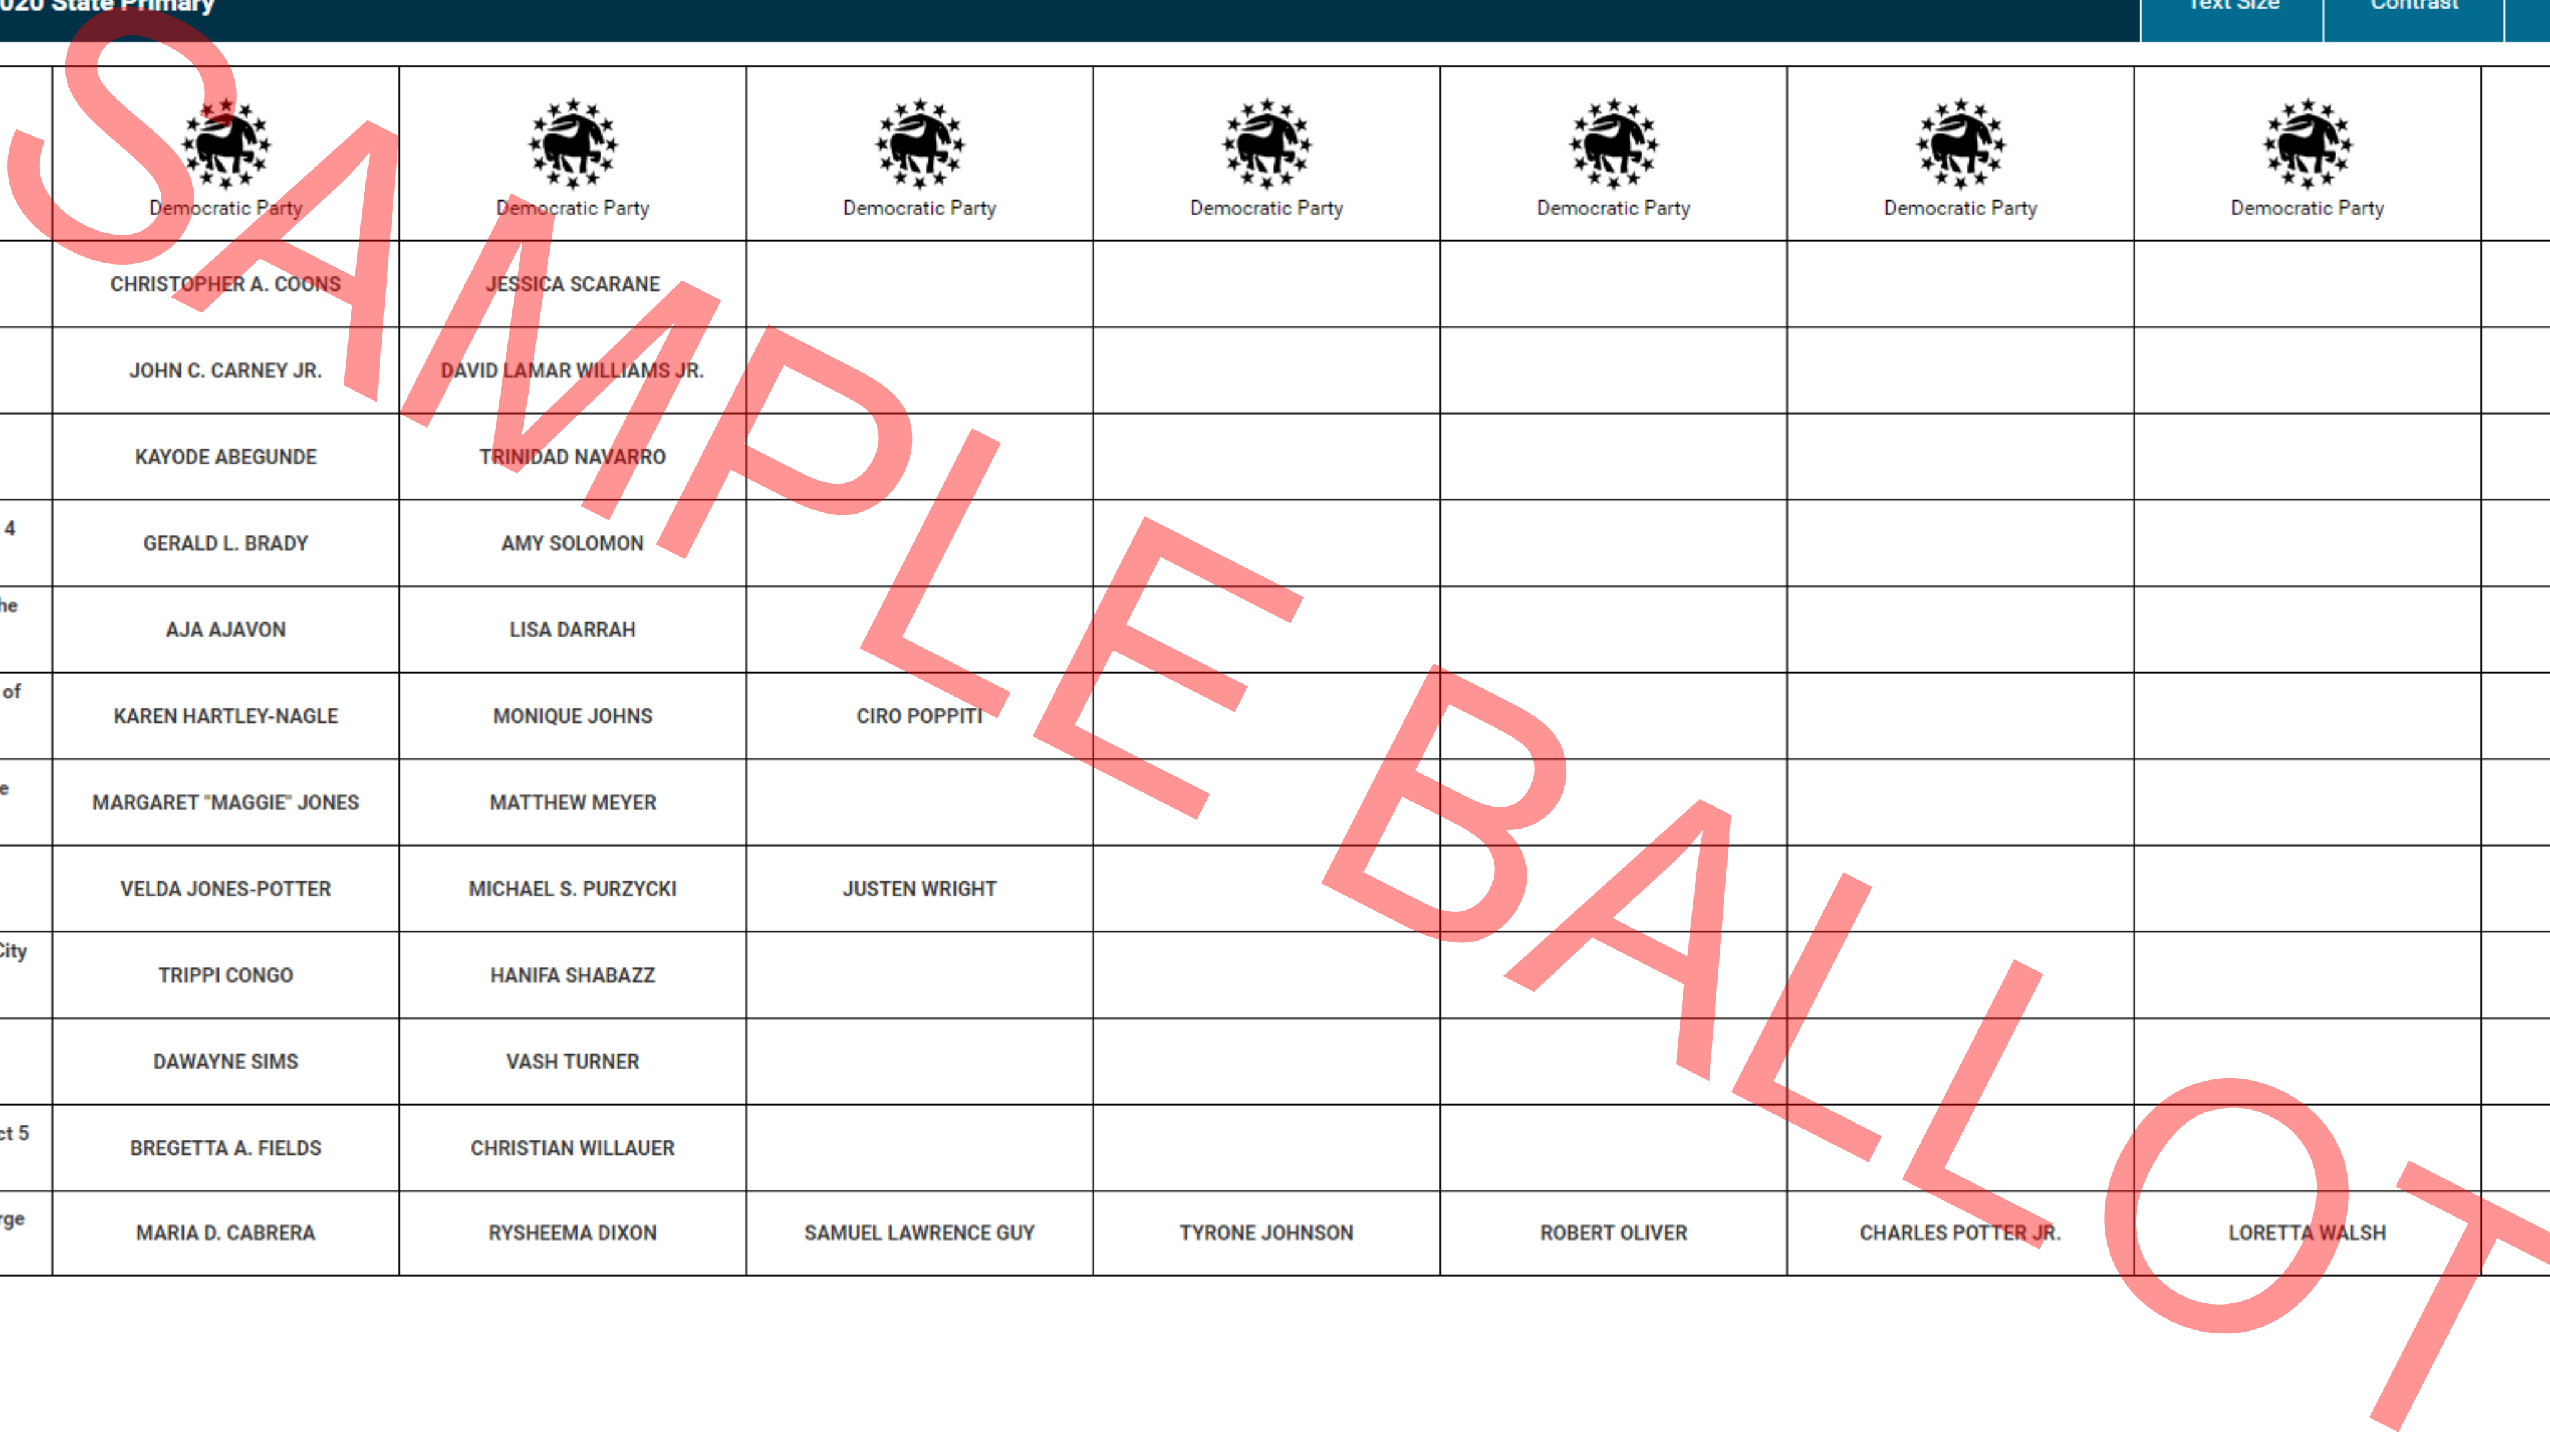 020 State Primary
Text Size
Contrast
Democratic Party
Democratic Party
Democratic Party
Democratic Party
Democratic Party
Democratic Party
Democratic Party
CHRISTOPHER A. COONS
JESSICA SCARANE
JOHN C. CARNEY JR.
DAVID LAMAR WILLIAMS JR.
KAYODE ABEGUNDE
TRINIDAD NAVARRO
4
GERALD L. BRADY
AMY SOLOMON
he
AJA AJAVON
LISA DARRAH
of
KAREN HARTLEY-NAGLE
MONIQUE JOHNS
CIRO POPPITI
e
MARGARET "MAGGIE" JONES
MATTHEW MEYER
VELDA JONES-POTTER
MICHAEL S. PURZYCKI
JUSTEN WRIGHT
City
TRIPPI CONGO
HANIFA SHABAZZ
DAWAYNE SIMS
VASH TURNER
ct 5
BREGETTA A. FIELDS
CHRISTIAN WILLAUER
rge
MARIA D. CABRERA
RYSHEEMA DIXON
SAMUEL LAWRENCE GUY
TYRONE JOHNSON
ROBERT OLIVER
CHARLES POTTER JR.
LORETTA WALSH
SAMPLE BALLOT